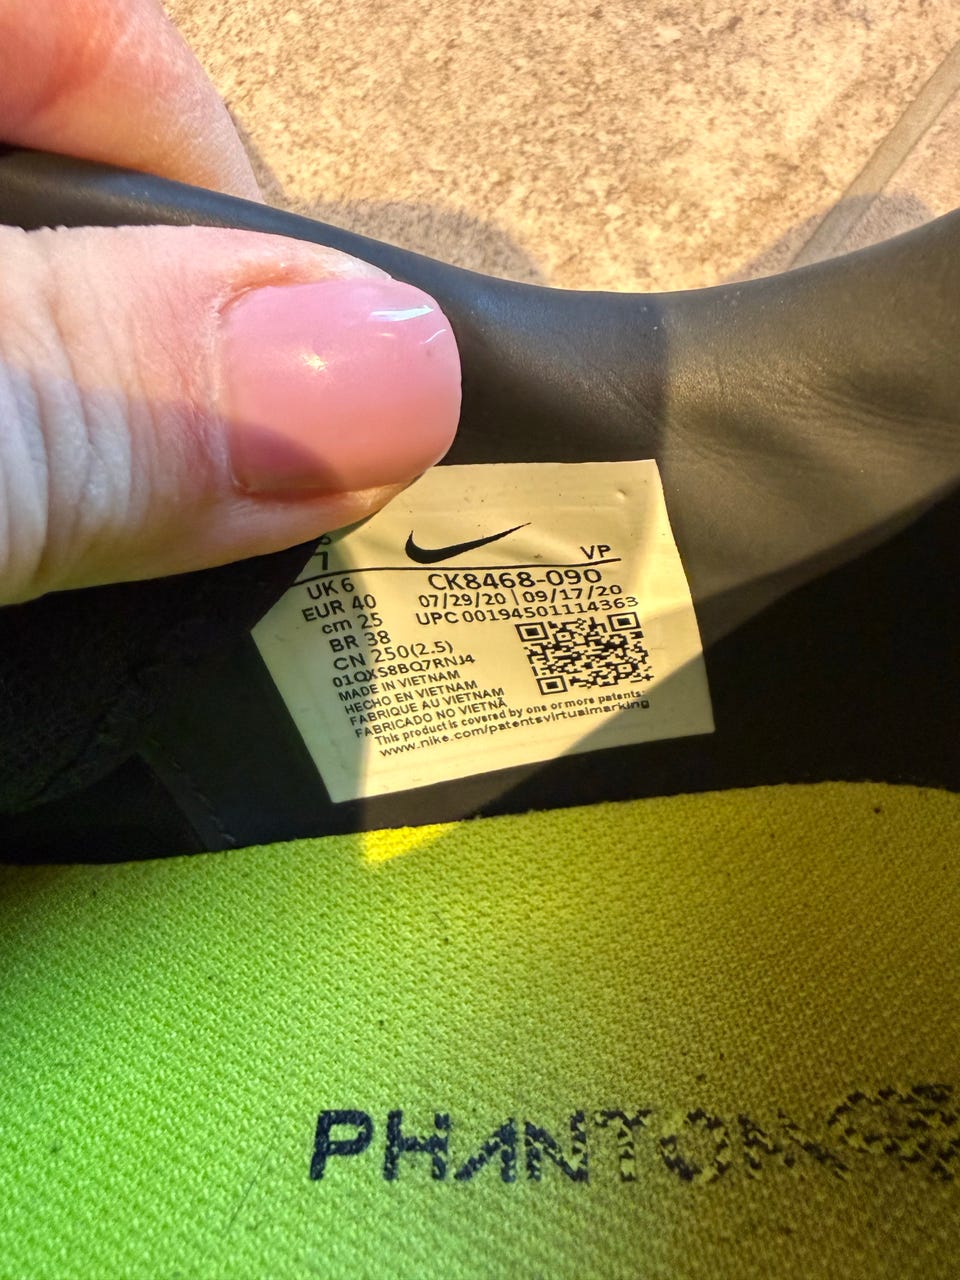 7
VP
UK 6
CK8468-090
EUR 40
07/29/20 | 09/17/20
cm 25
UPC 00194501114363
BR 38
CN 250(2.5)
01QXS8BQ7RNJ4
MADE IN VIETNAM
HECHO EN VIETNAM
FABRIQUE AU VIETNAM
FABRICADO NO VIETNÃ
This product is covered by one or more patents:
www.nike.com/patentsvirtualmarking
PHANTOM